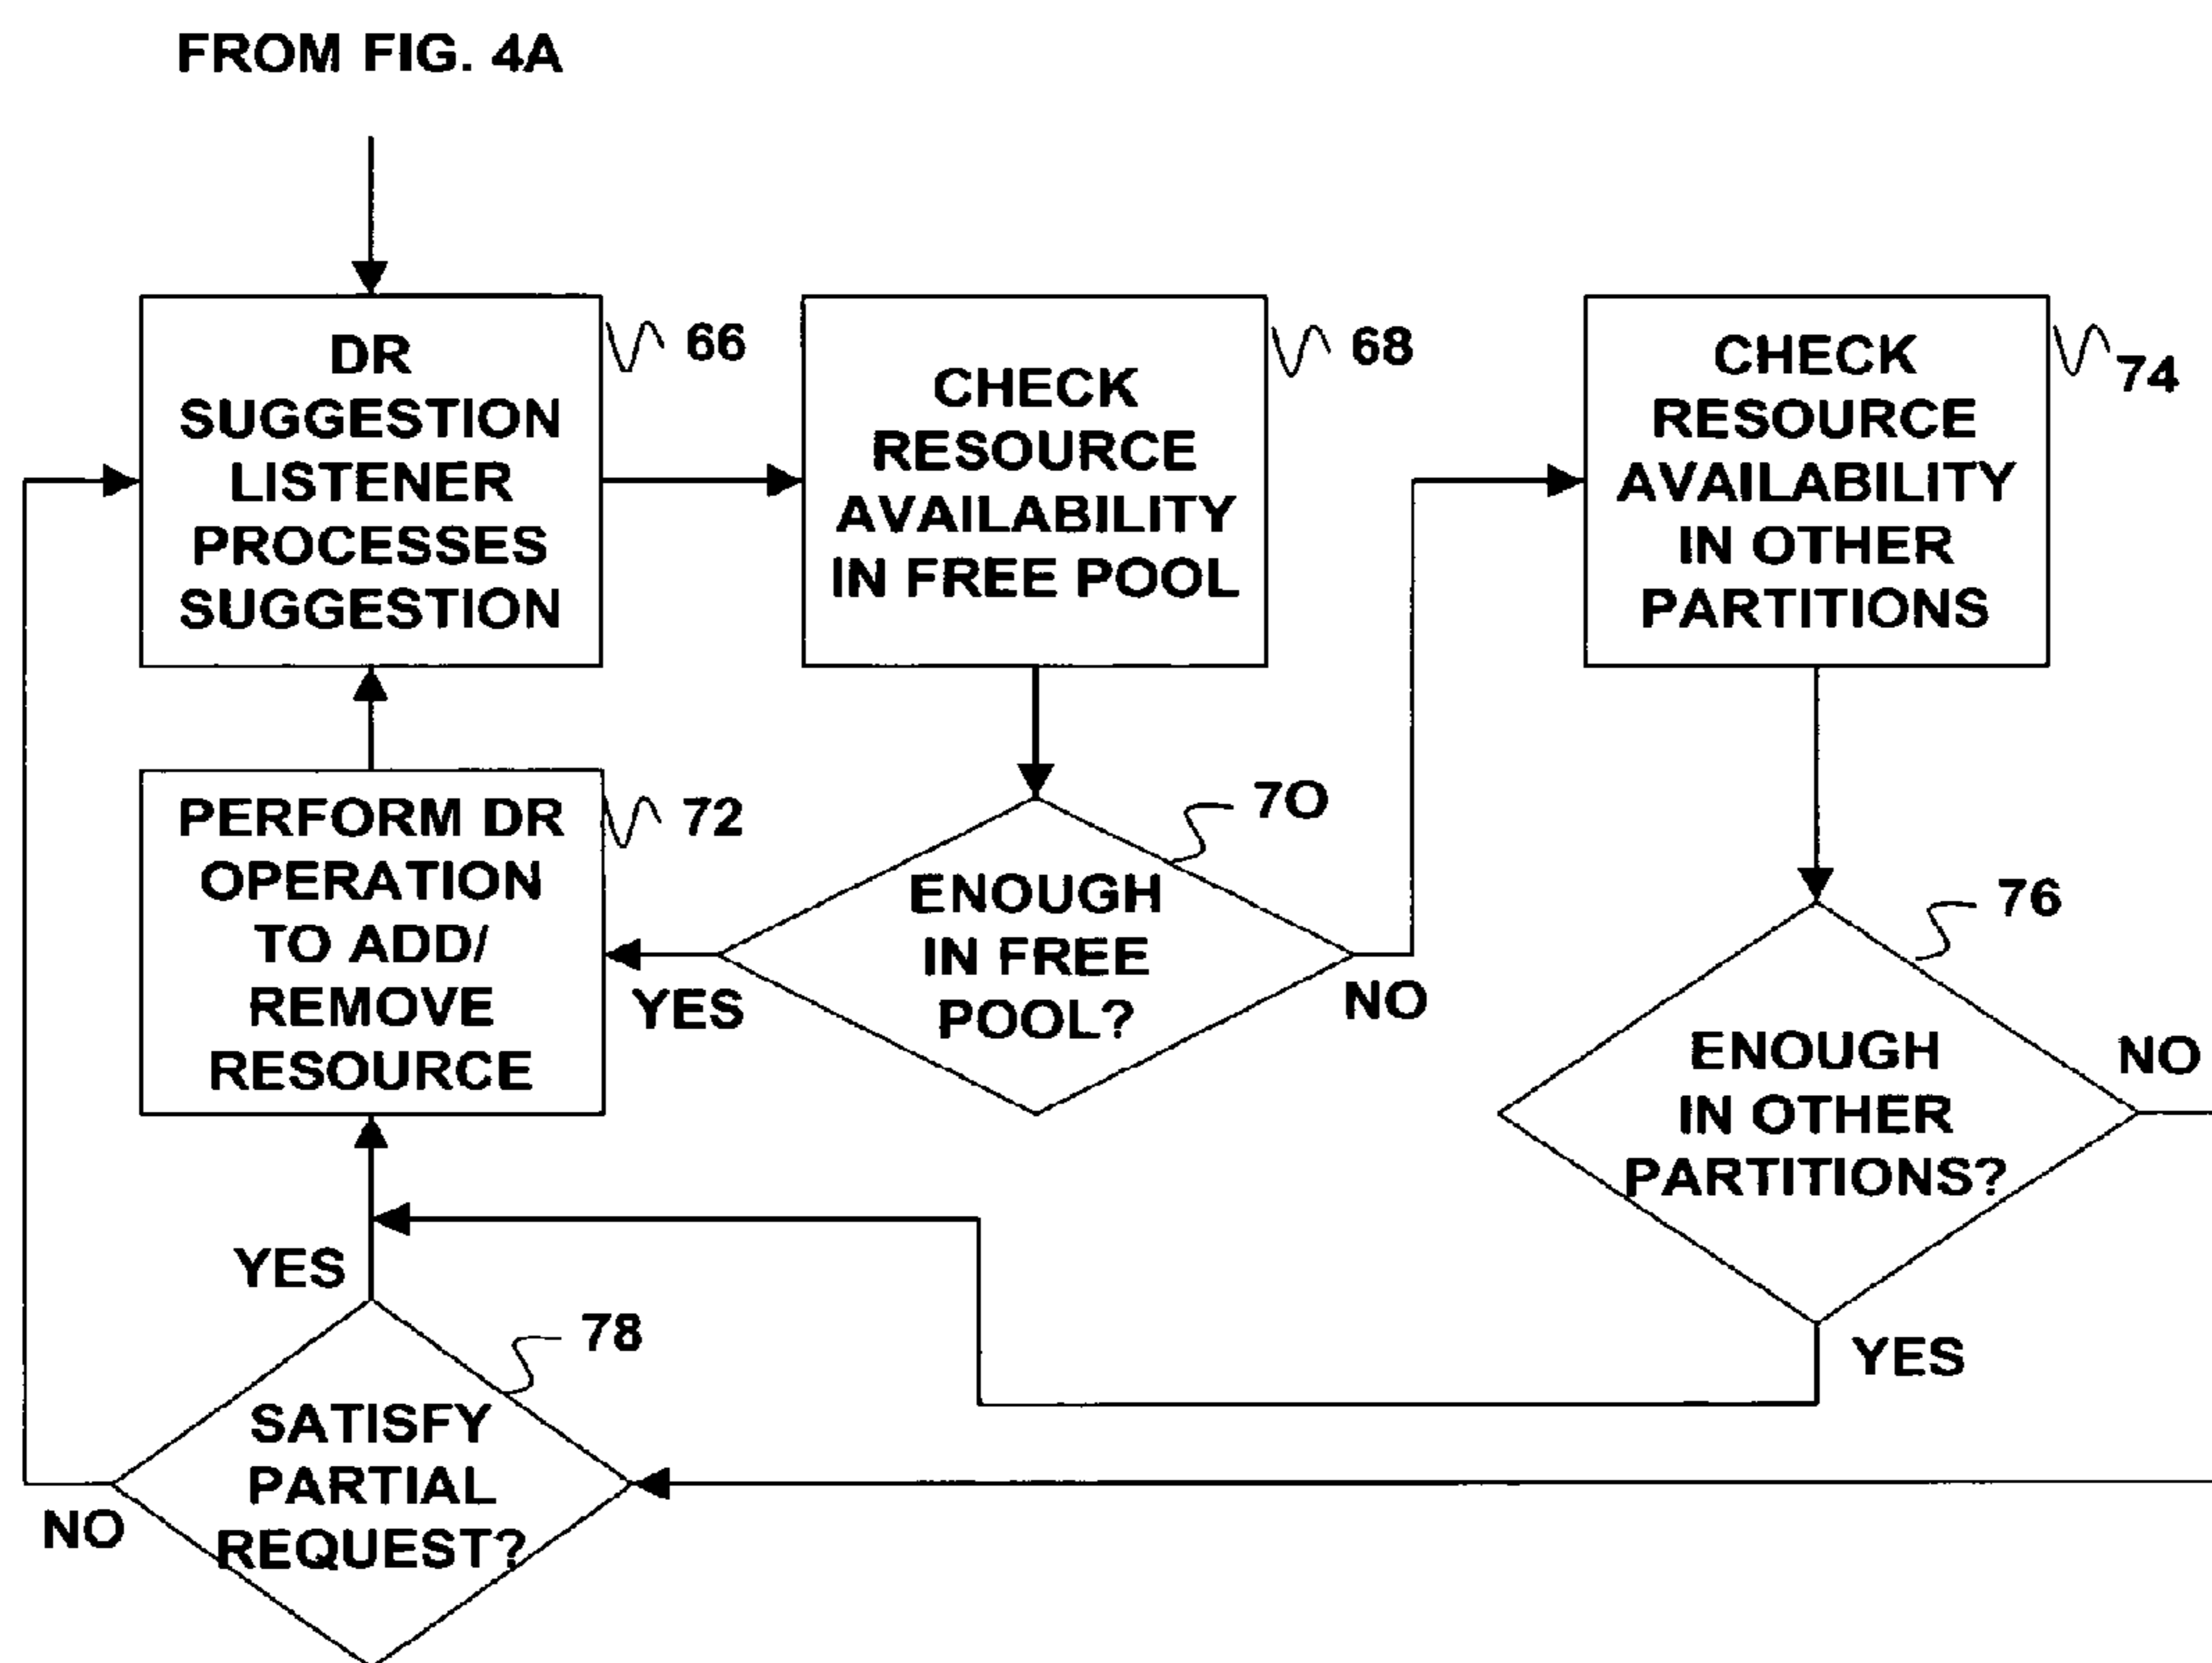 FROM FIG. 4A
DR
SUGGESTION
LISTENER
PROCESSES
SUGGESTION
66
CHECK
RESOURCE
AVAILABILITY
IN FREE POOL
68
CHECK
RESOURCE
AVAILABILITY
IN OTHER
PARTITIONS
74
PERFORM DR
OPERATION
TO ADD/
REMOVE
RESOURCE
72
YES
ENOUGH
IN FREE
POOL?
70
NO
ENOUGH
IN OTHER
PARTITIONS?
76
NO
YES
YES
SATISFY
PARTIAL
REQUEST?
78
NO